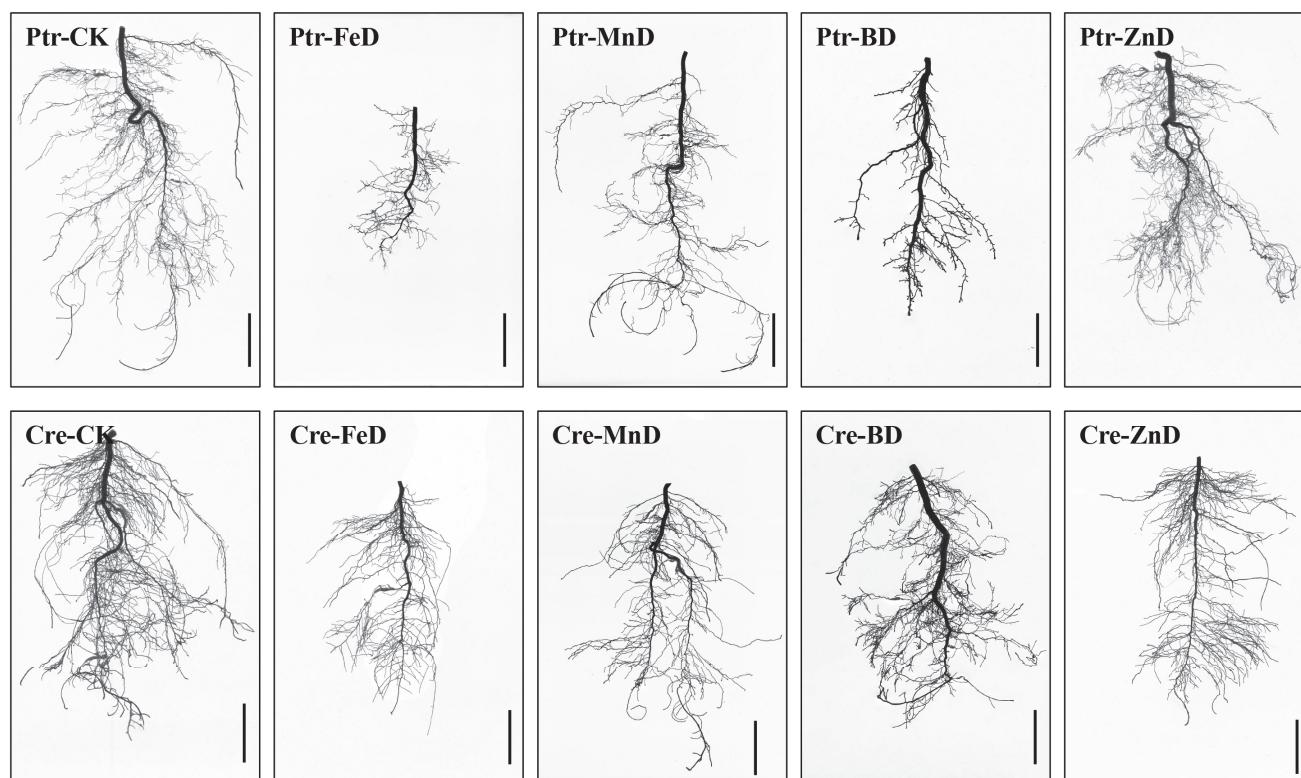 Ptr-CK
Ptr-FeD
Ptr-MnD
Ptr-BD
Ptr-ZnD
Cre-CK
Cre-FeD
Cre-MnD
Cre-BD
Cre-ZnD